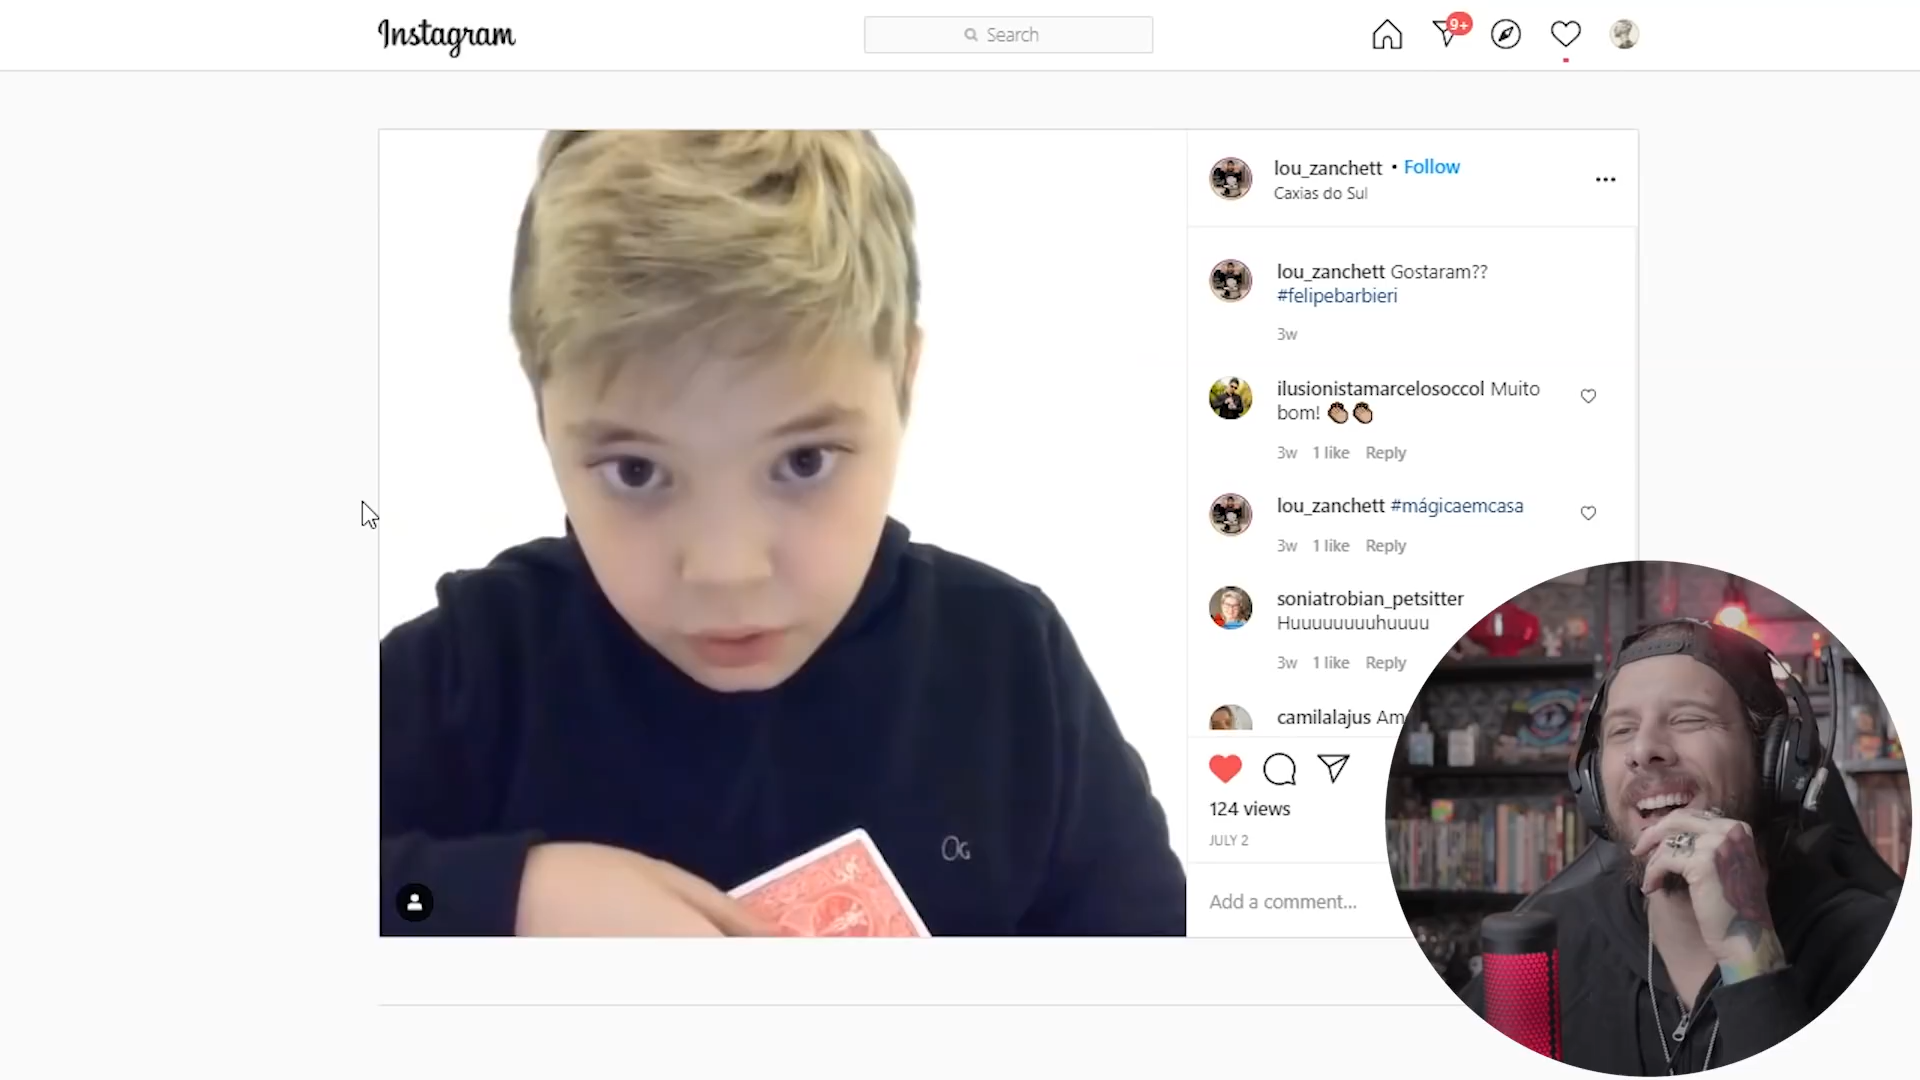 Instagram
Search
9+
lou_zanchett • Follow
Caxias do Sul
lou_zanchett Gostaram??
#felipebarbieri
3w
ilusionistamarcelosoccol Muito
bom! 👏👏
3w 1 like Reply
lou_zanchett #mágicaemcasa
3w 1 like Reply
soniatrobian_petsitter
Huuuuuuuuhuuuu
3w 1 like Reply
camilalajus Am
124 views
JULY 2
Add a comment...
OG